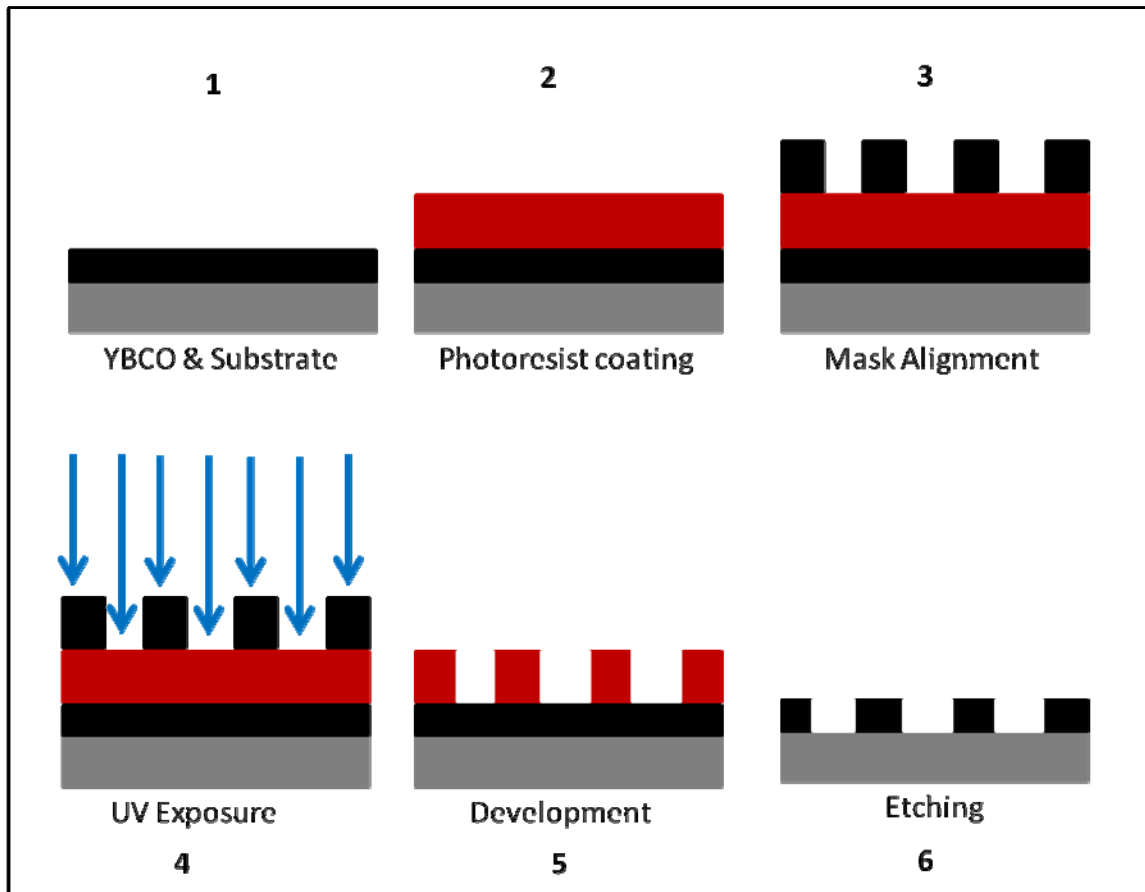 1
2
3
YBCO & Substrate
Photoresist coating
Mask Alignment
UV Exposure
Development
Etching
4
5
6